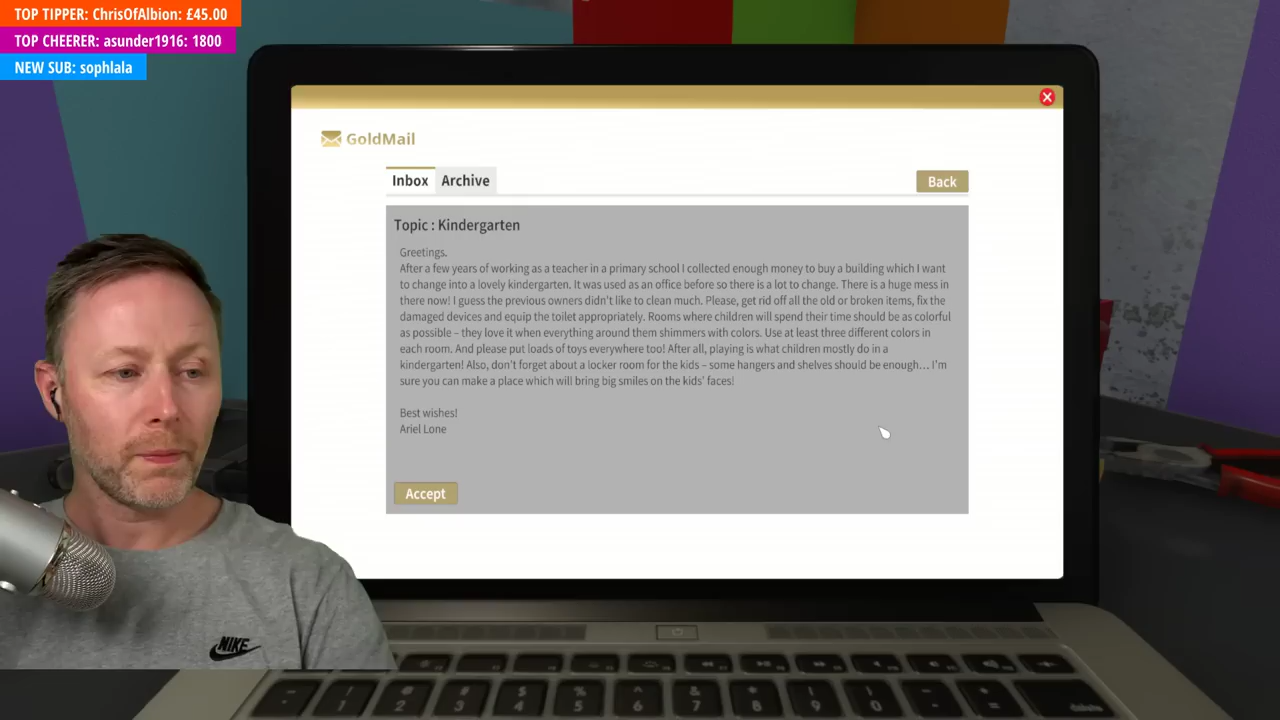 TOP TIPPER: ChrisOfAlbion: £45.00
TOP CHEERER: asunder1916: 1800
NEW SUB: sophlala
GoldMail
Inbox Archive
Back
Topic : Kindergarten
Greetings.
After a few years of working as a teacher in a primary school I collected enough money to buy a building which I want
to change into a lovely kindergarten. It was used as an office before so there is a lot to change. There is a huge mess in
there now! I guess the previous owners didn't like to clean much. Please, get rid off all the old or broken items, fix the
damaged devices and equip the toilet appropriately. Rooms where children will spend their time should be as colorful
as possible – they love it when everything around them shimmers with colors. Use at least three different colors in
each room. And please put loads of toys everywhere too! After all, playing is what children mostly do in a
kindergarten! Also, don't forget about a locker room for the kids – some hangers and shelves should be enough… I'm
sure you can make a place which will bring big smiles on the kids' faces!
Best wishes!
Ariel Lone
Accept
NIKE